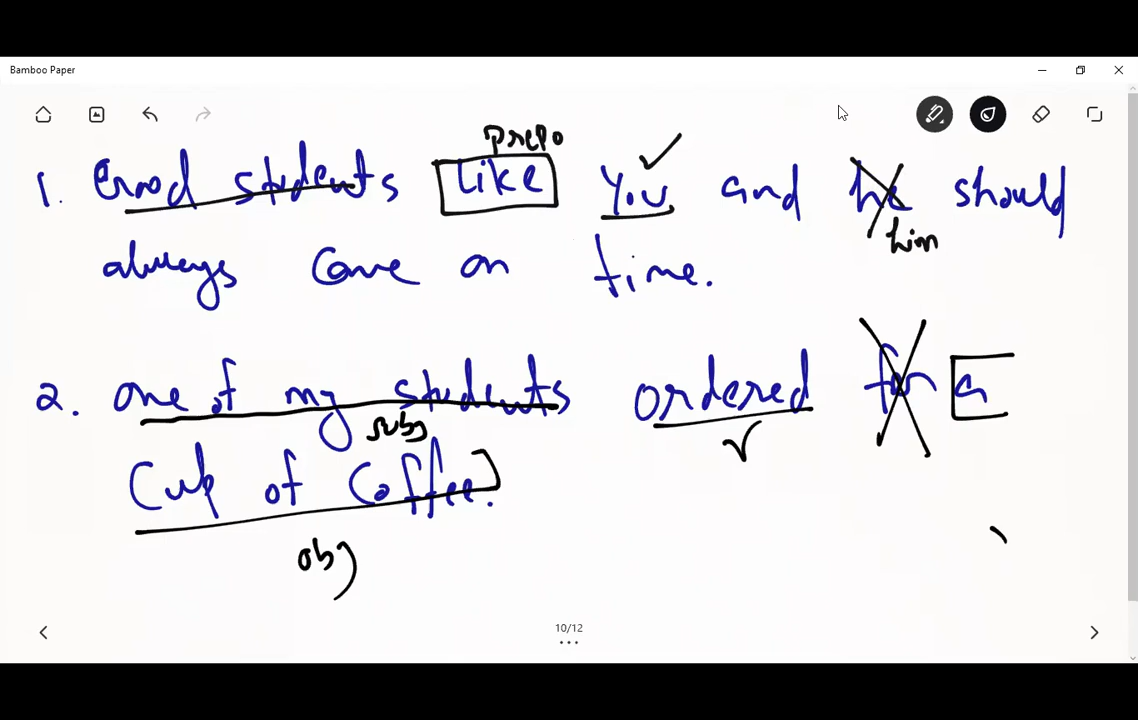 Bamboo Paper
prepo
1. Good students like you and he should
him
always come on time.
2. one of my students ordered for a
subj
Cup of Coffee.
obj
10/12